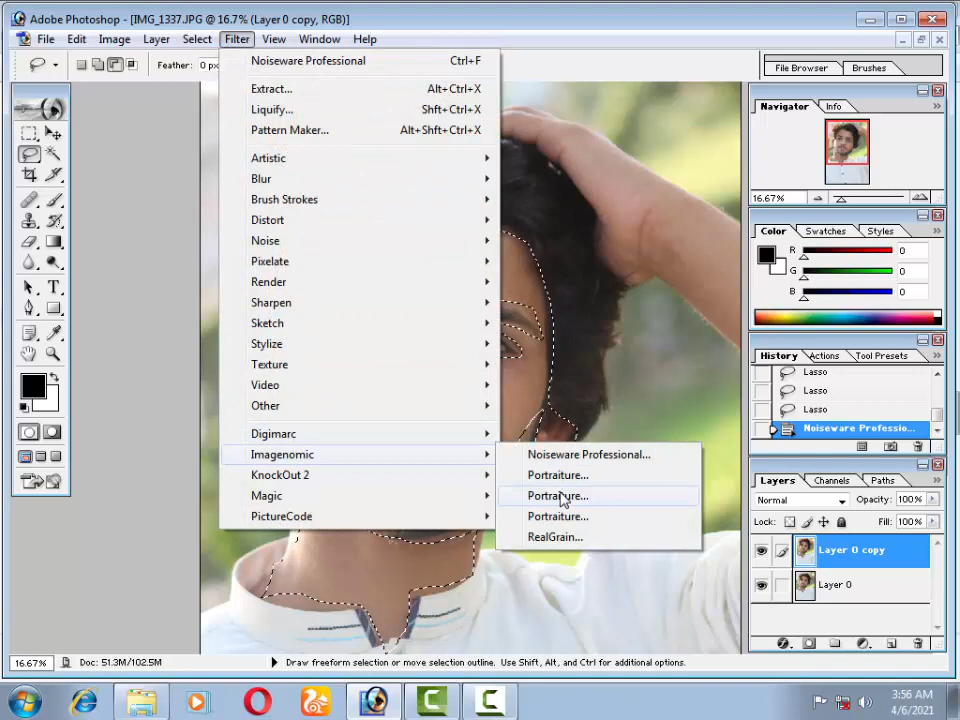 Adobe Photoshop - [IMG_1337.JPG @ 16.7% (Layer 0 copy, RGB)]
File Edit Image Layer Select Filter View Window Help
Feather: 0 px
File Browser Brushes
Noiseware Professional Ctrl+F
Extract... Alt+Ctrl+X
Liquify... Shft+Ctrl+X
Pattern Maker... Alt+Shft+Ctrl+X
Artistic
Blur
Brush Strokes
Distort
Noise
Pixelate
Render
Sharpen
Sketch
Stylize
Texture
Video
Other
Digimarc
Imagenomic
KnockOut 2
Magic
PictureCode
Noiseware Professional...
Portraiture...
Portraiture...
Portraiture...
RealGrain...
Navigator Info
16.67%
Color Swatches Styles
R 0
G 0
B 0
History Actions Tool Presets
Lasso
Lasso
Lasso
Noiseware Professio...
Layers Channels Paths
Normal Opacity: 100%
Lock: Fill: 100%
Layer 0 copy
Layer 0
16.67% Doc: 51.3M/102.5M Draw freeform selection or move selection outline. Use Shift, Alt, and Ctrl for additional options.
3:56 AM
4/6/2021